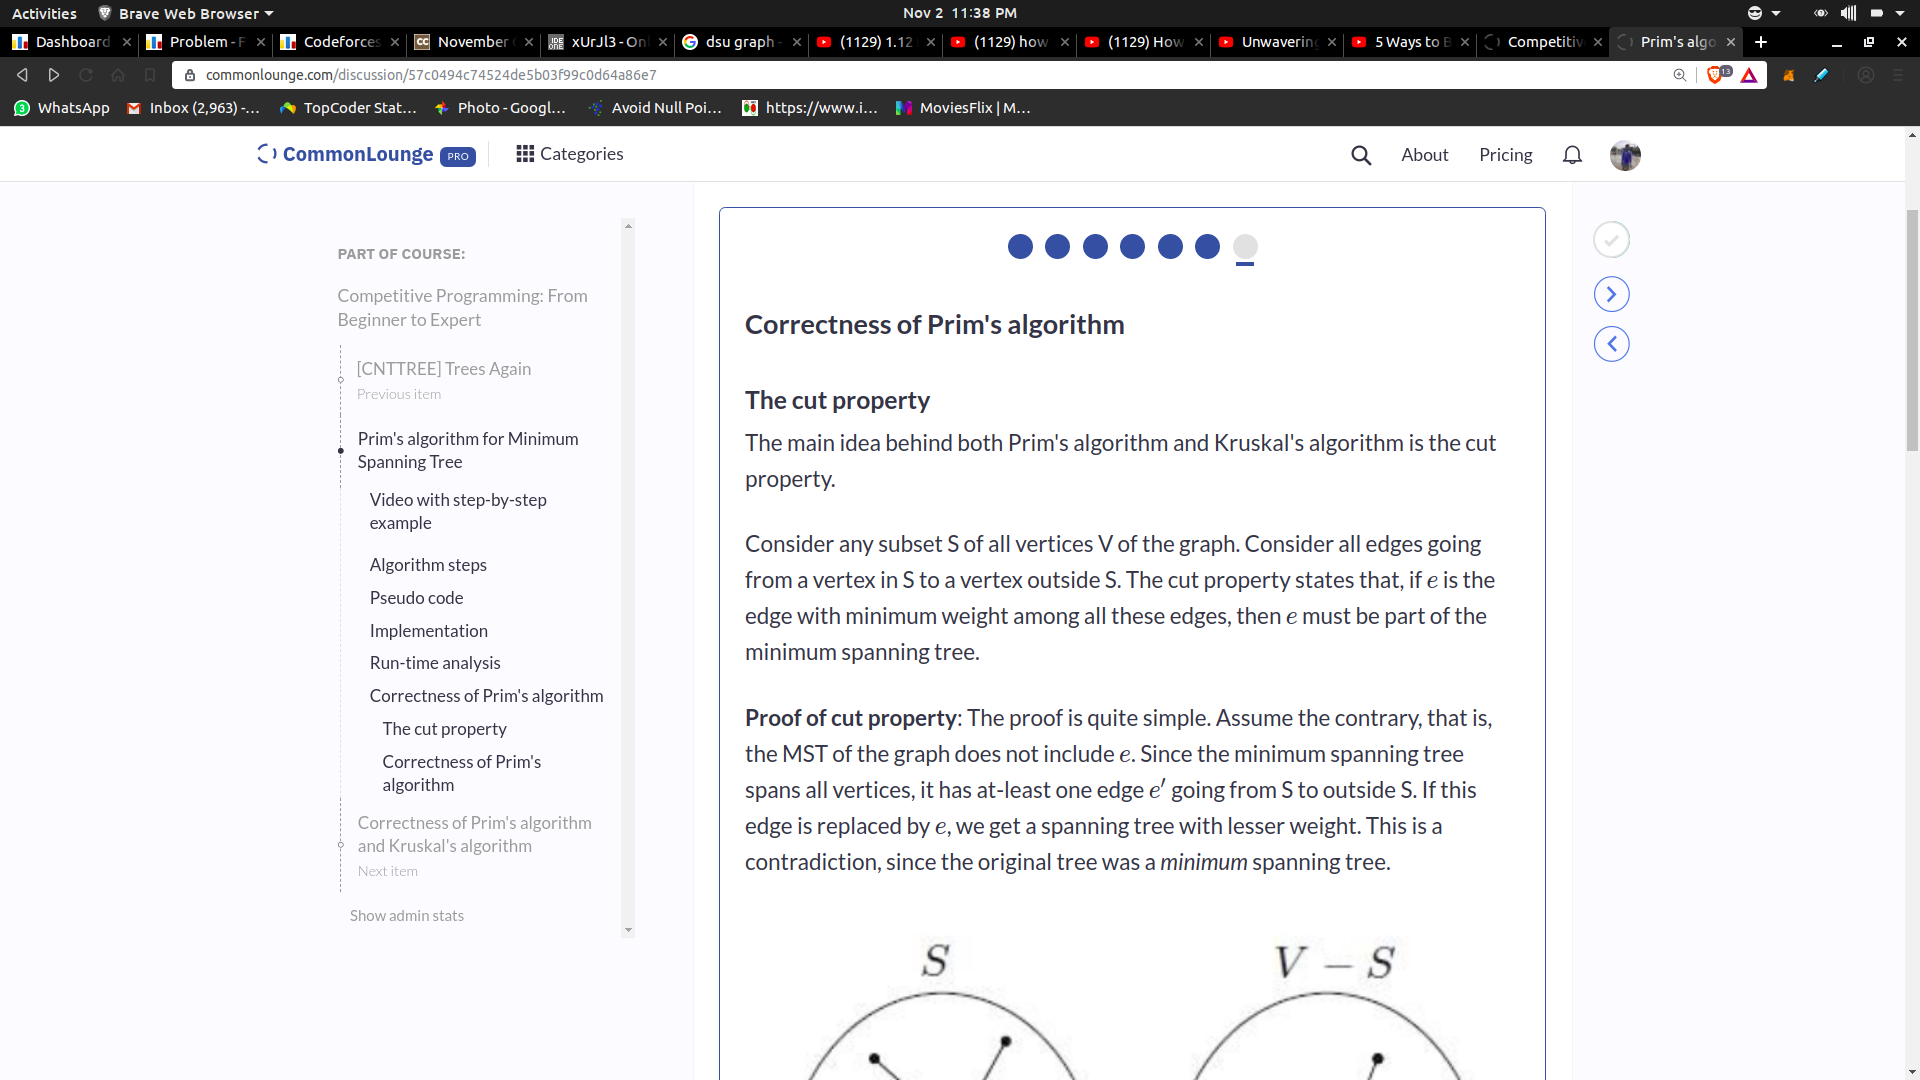 Activities Brave Web Browser Nov 2 11:38 PM
Dashboard Problem - F Codeforces November xUrJl3 - Onl dsu graph - (1129) 1.12 (1129) how (1129) How Unwavering 5 Ways to B Competitiv Prim's algo
commonlounge.com/discussion/57c0494c74524de5b03f99c0d64a86e7 13
3 WhatsApp Inbox (2,963) -... TopCoder Stat... Photo - Googl... Avoid Null Poi... https://www.i... MoviesFlix | M...
CommonLounge PRO Categories About Pricing
PART OF COURSE:
Competitive Programming: From
Beginner to Expert
[CNTTREE] Trees Again
Previous item
Prim's algorithm for Minimum
Spanning Tree
Video with step-by-step
example
Algorithm steps
Pseudo code
Implementation
Run-time analysis
Correctness of Prim's algorithm
The cut property
Correctness of Prim's
algorithm
Correctness of Prim's algorithm
and Kruskal's algorithm
Next item
Show admin stats
Correctness of Prim's algorithm
The cut property
The main idea behind both Prim's algorithm and Kruskal's algorithm is the cut
property.
Consider any subset S of all vertices V of the graph. Consider all edges going
from a vertex in S to a vertex outside S. The cut property states that, if e is the
edge with minimum weight among all these edges, then e must be part of the
minimum spanning tree.
Proof of cut property: The proof is quite simple. Assume the contrary, that is,
the MST of the graph does not include e. Since the minimum spanning tree
spans all vertices, it has at-least one edge e′ going from S to outside S. If this
edge is replaced by e, we get a spanning tree with lesser weight. This is a
contradiction, since the original tree was a minimum spanning tree.
S V − S